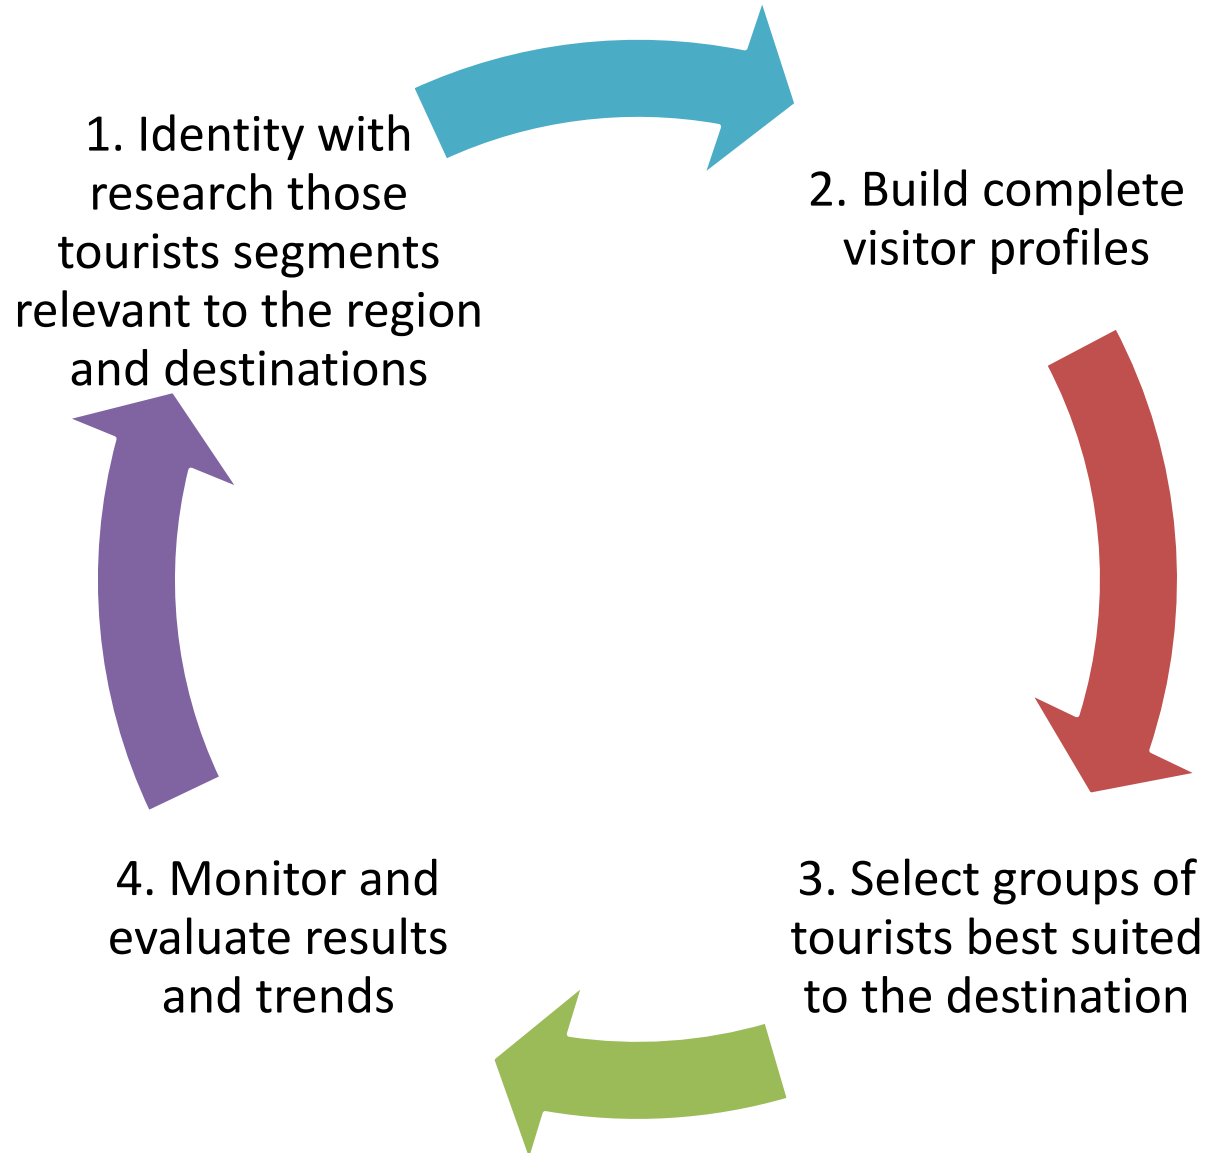 1. Identity with
research those
tourists segments
relevant to the region
and destinations
2. Build complete
visitor profiles
3. Select groups of
tourists best suited
to the destination
4. Monitor and
evaluate results
and trends